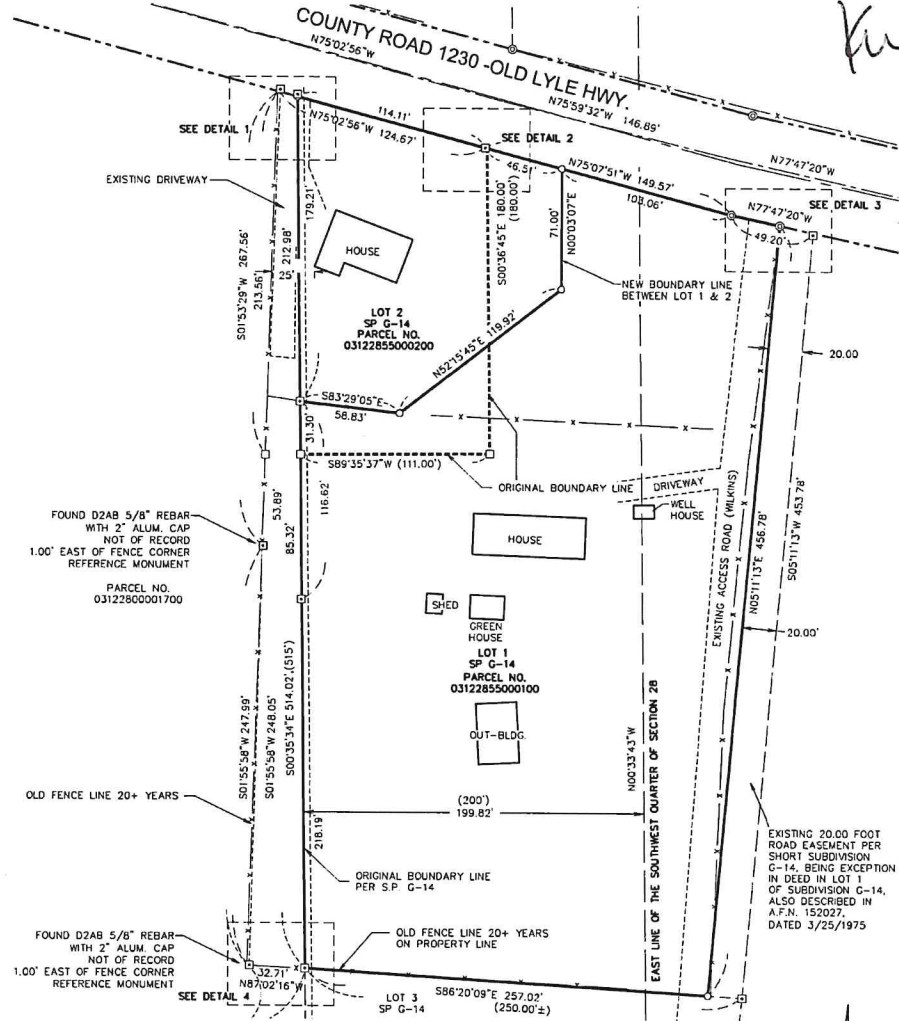 COUNTY ROAD 1230 -OLD LYLE HWY.
N75°02'56"W
N75°59'32"W 146.89'
N77°47'20"W
SEE DETAIL 1
114.11'
N75°02'56"W 124.67'
SEE DETAIL 2
46.51'
N75°07'51"W 149.57'
103.06'
N77°47'20"W
49.20'
SEE DETAIL 3
EXISTING DRIVEWAY
S01°53'29"W 267.56'
213.56'
25'
179.21'
212.98'
HOUSE
S00°36'45"E 180.00'
(180.00')
71.00'
N00°03'07"E
NEW BOUNDARY LINE
BETWEEN LOT 1 & 2
LOT 2
SP G-14
PARCEL NO.
03122855000200
N52°15'45"E 119.92'
20.00
S83°29'05"E
58.83'
31.30'
S89°35'37"W (111.00')
ORIGINAL BOUNDARY LINE
DRIVEWAY
WELL
HOUSE
HOUSE
53.89'
85.32'
116.62'
FOUND D2AB 5/8" REBAR
WITH 2" ALUM. CAP
NOT OF RECORD
1.00' EAST OF FENCE CORNER
REFERENCE MONUMENT
PARCEL NO.
03122800001700
EXISTING ACCESS ROAD (WILKINS)
N05°11'13"E 456.78'
S05°11'13"W 453.78'
20.00'
SHED
GREEN
HOUSE
LOT 1
SP G-14
PARCEL NO.
03122855000100
OUT-BLDG.
S01°55'58"W 247.99'
S01°55'58"W 248.05'
S00°35'34"E 514.02'(515')
N00°33'43"W
EAST LINE OF THE SOUTHWEST QUARTER OF SECTION 28
OLD FENCE LINE 20+ YEARS
(200')
199.82'
218.19'
ORIGINAL BOUNDARY LINE
PER S.P. G-14
EXISTING 20.00 FOOT
ROAD EASEMENT PER
SHORT SUBDIVISION
G-14, BEING EXCEPTION
IN DEED IN LOT 1
OF SUBDIVISION G-14,
ALSO DESCRIBED IN
A.F.N. 152027,
DATED 3/25/1975
FOUND D2AB 5/8" REBAR
WITH 2" ALUM. CAP
NOT OF RECORD
1.00' EAST OF FENCE CORNER
REFERENCE MONUMENT
OLD FENCE LINE 20+ YEARS
ON PROPERTY LINE
32.71'
N87°02'16"W
SEE DETAIL 4
LOT 3
SP G-14
S86°20'09"E 257.02'
(250.00'±)